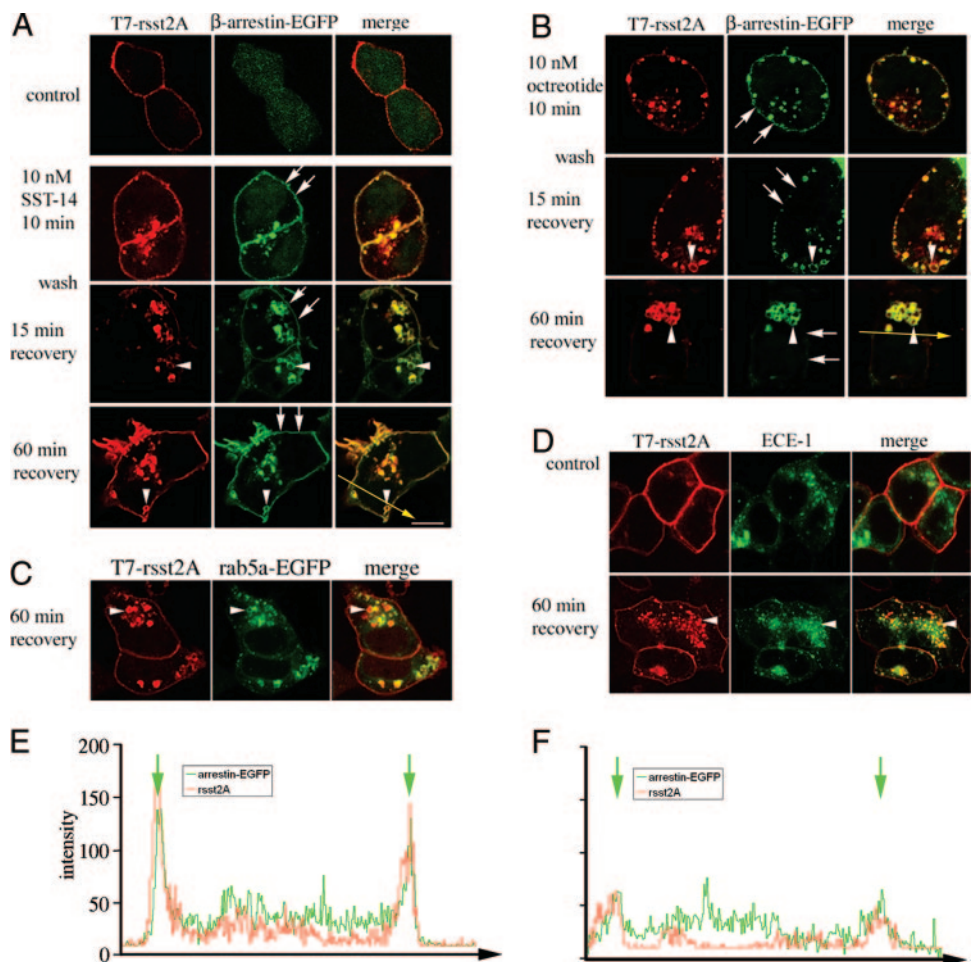 A
T7-rsst2A β-arrestin-EGFP merge
control
10 nM
SST-14
10 min
wash
15 min
recovery
60 min
recovery
B
T7-rsst2A β-arrestin-EGFP merge
10 nM
octreotide
10 min
wash
15 min
recovery
60 min
recovery
C
T7-rsst2A rab5a-EGFP merge
60 min
recovery
D
T7-rsst2A ECE-1 merge
control
60 min
recovery
E
200
150
100
50
0
intensity
arrestin-EGFP
rsst2A
F
arrestin-EGFP
rsst2A